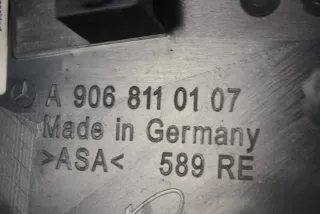 A 906 811 01 07
Made in Germany
>ASA< 589 RE